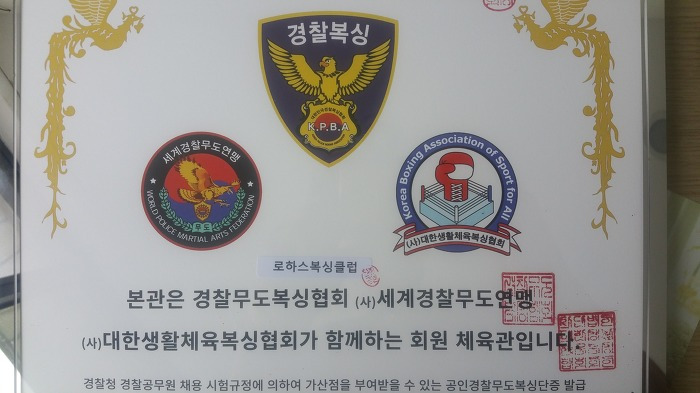 경찰복싱
K.P.B.A
세계경찰무도연맹
무도
WORLD POLICE MARTIAL ARTS FEDERATION
Korea Boxing Association of Sport for All
(사)대한생활체육복싱협회
로하스복싱클럽
본관은 경찰무도복싱협회 (사)세계경찰무도연맹
(사)대한생활체육복싱협회가 함께하는 회원 체육관입니다.
경찰청 경찰공무원 채용 시험규정에 의하여 가산점을 부여받을 수 있는 공인경찰무도복싱단증 발급